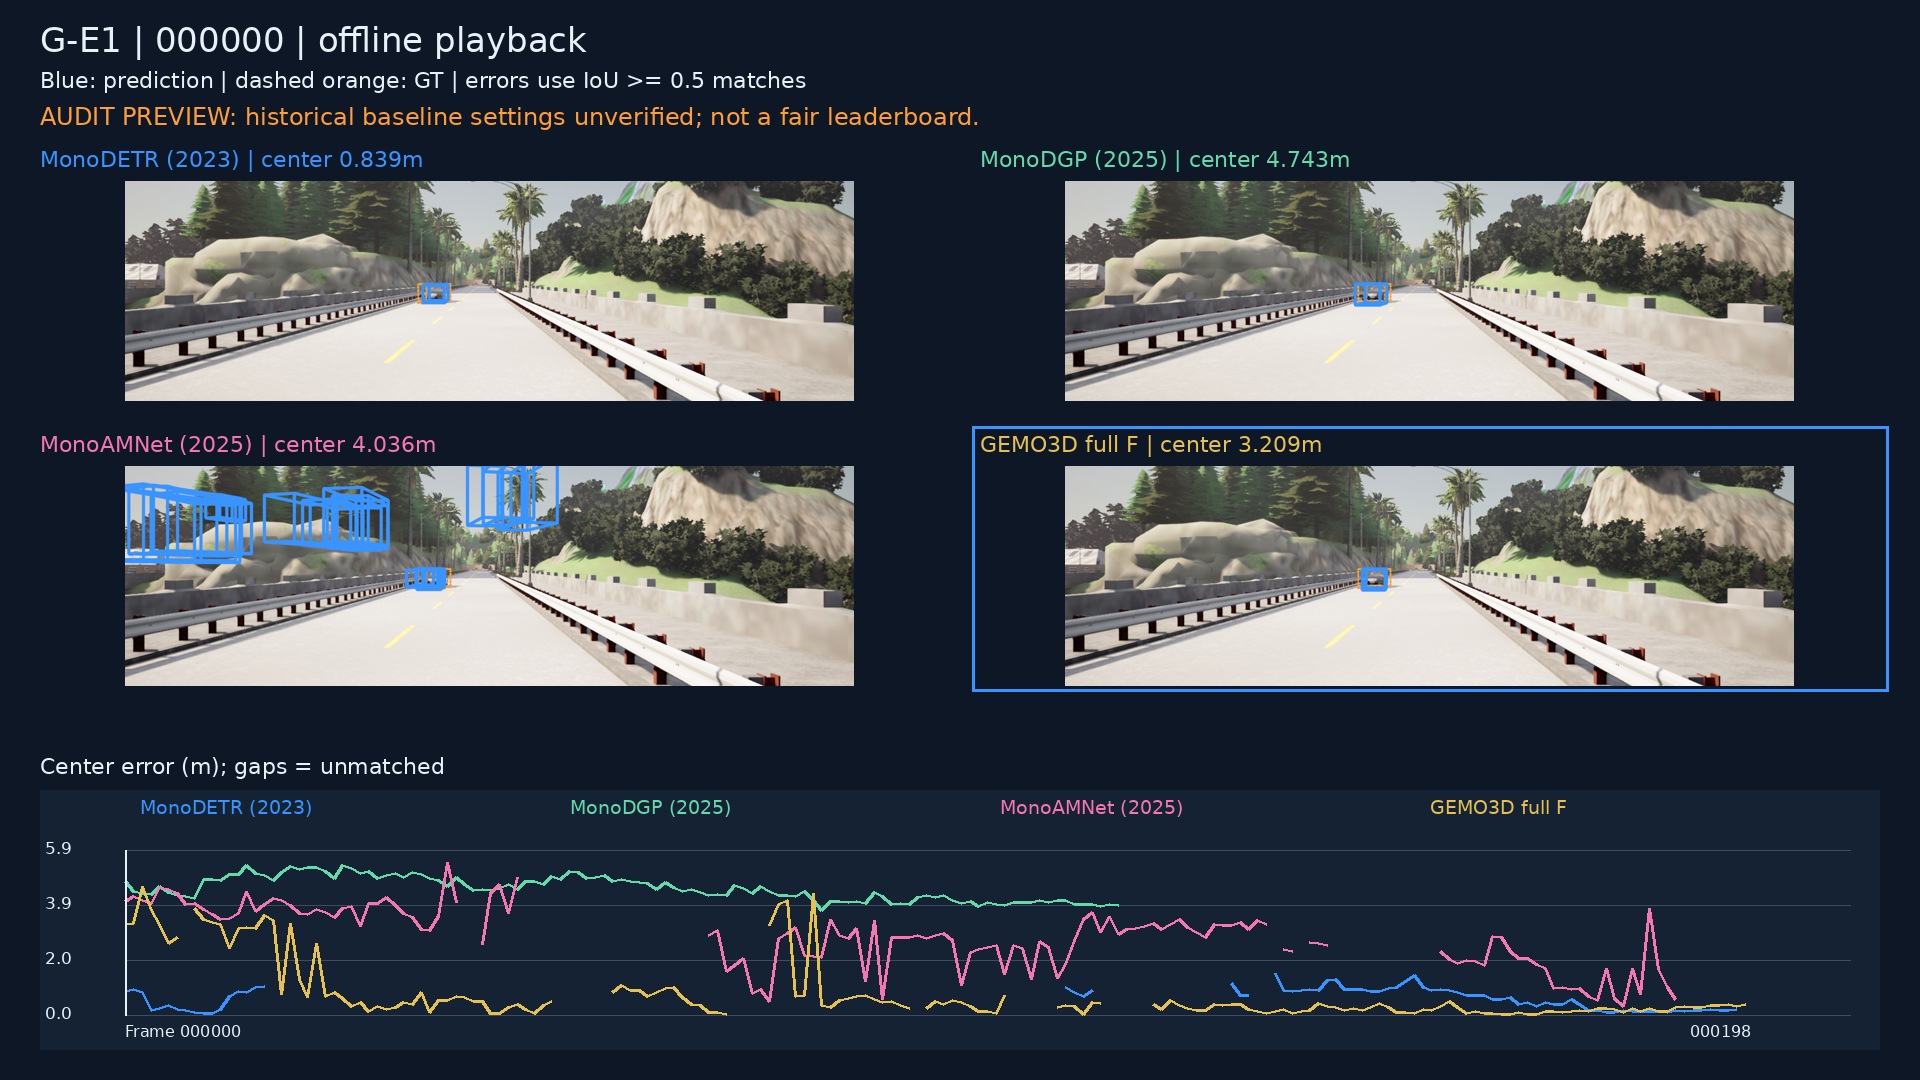 G-E1 | 000000 | offline playback
Blue: prediction | dashed orange: GT | errors use IoU >= 0.5 matches
AUDIT PREVIEW: historical baseline settings unverified; not a fair leaderboard.
MonoDETR (2023) | center 0.839m
MonoDGP (2025) | center 4.743m
MonoAMNet (2025) | center 4.036m
GEMO3D full F | center 3.209m
Center error (m); gaps = unmatched
MonoDETR (2023)
MonoDGP (2025)
MonoAMNet (2025)
GEMO3D full F
5.9
3.9
2.0
0.0
Frame 000000
000198